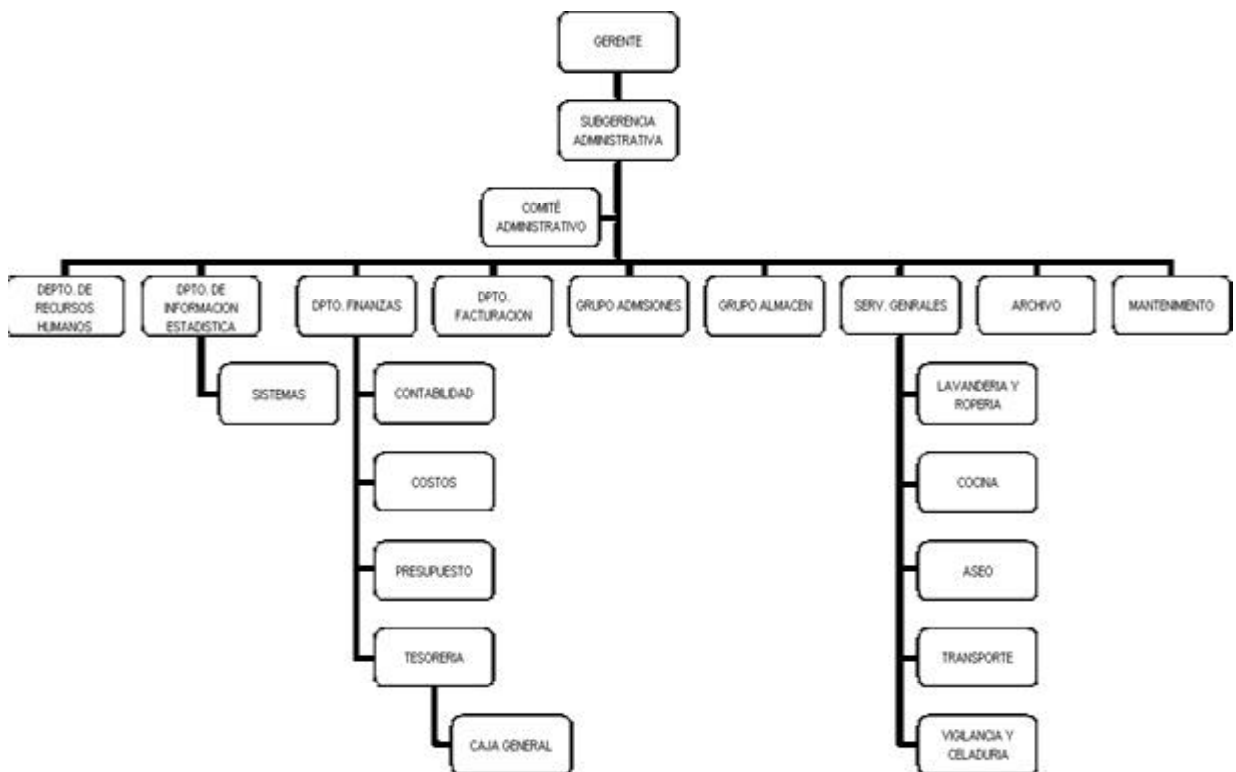 GERENTE
SUBGERENCIA
ADMINISTRATIVA
COMITÉ
ADMINISTRATIVO
DEPTO. DE
RECURSOS
HUMANOS
DPTO. DE
INFORMACION
ESTADISTICA
DPTO. FINANZAS
DPTO.
FACTURACION
GRUPO ADMISIONES
GRUPO ALMACEN
SERV. GENRALES
ARCHIVO
MANTENIMIENTO
SISTEMAS
CONTABILIDAD
COSTOS
PRESUPUESTO
TESORERIA
CAJA GENERAL
LAVANDERIA Y
ROPERIA
COCINA
ASEO
TRANSPORTE
VIGILANCIA Y
CELADURIA